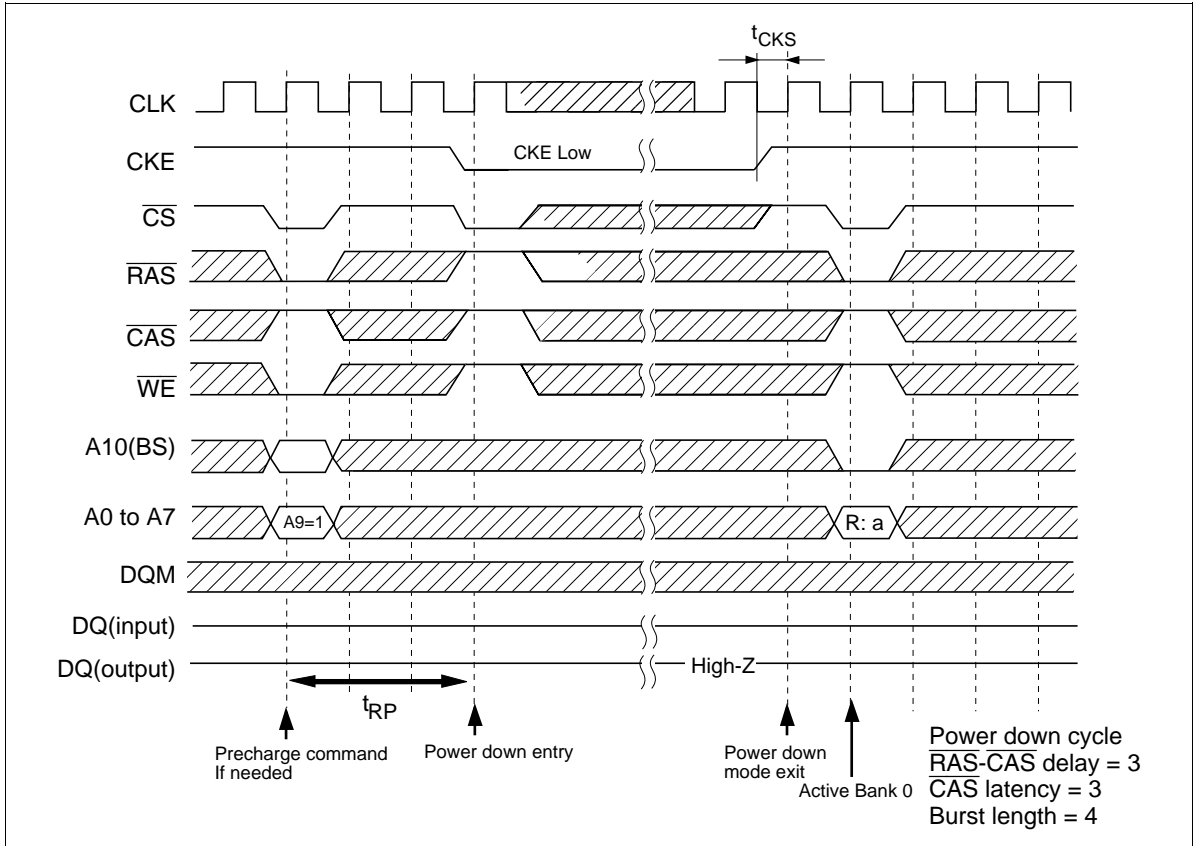 tCKS
CLK
CKE
CKE Low
CS
RAS
CAS
WE
A10(BS)
A0 to A7
A9=1
R: a
DQM
DQ(input)
DQ(output)
High-Z
tRP
Precharge command
If needed
Power down entry
Power down
mode exit
Active Bank 0
Power down cycle
RAS-CAS delay = 3
CAS latency = 3
Burst length = 4